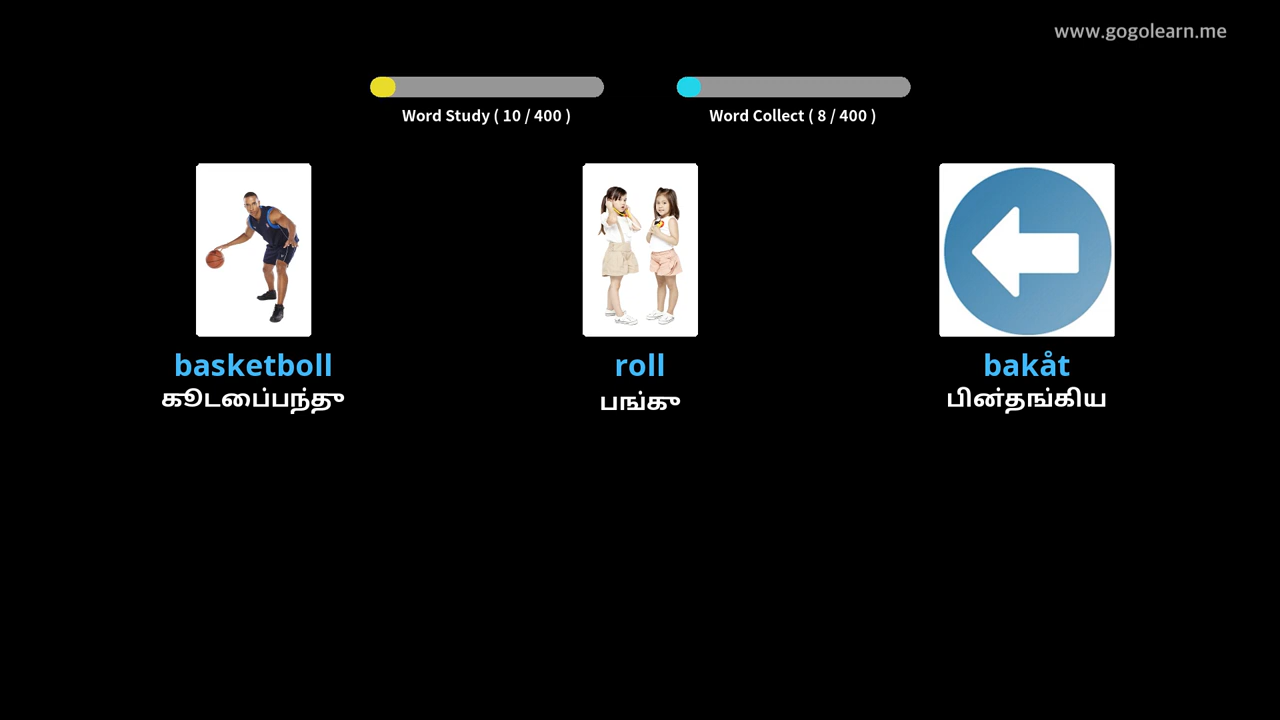 www.gogolearn.me
Word Study ( 10 / 400 )
Word Collect ( 8 / 400 )
basketboll
கூடைப்பந்து
roll
பங்கு
bakåt
பின்தங்கிய